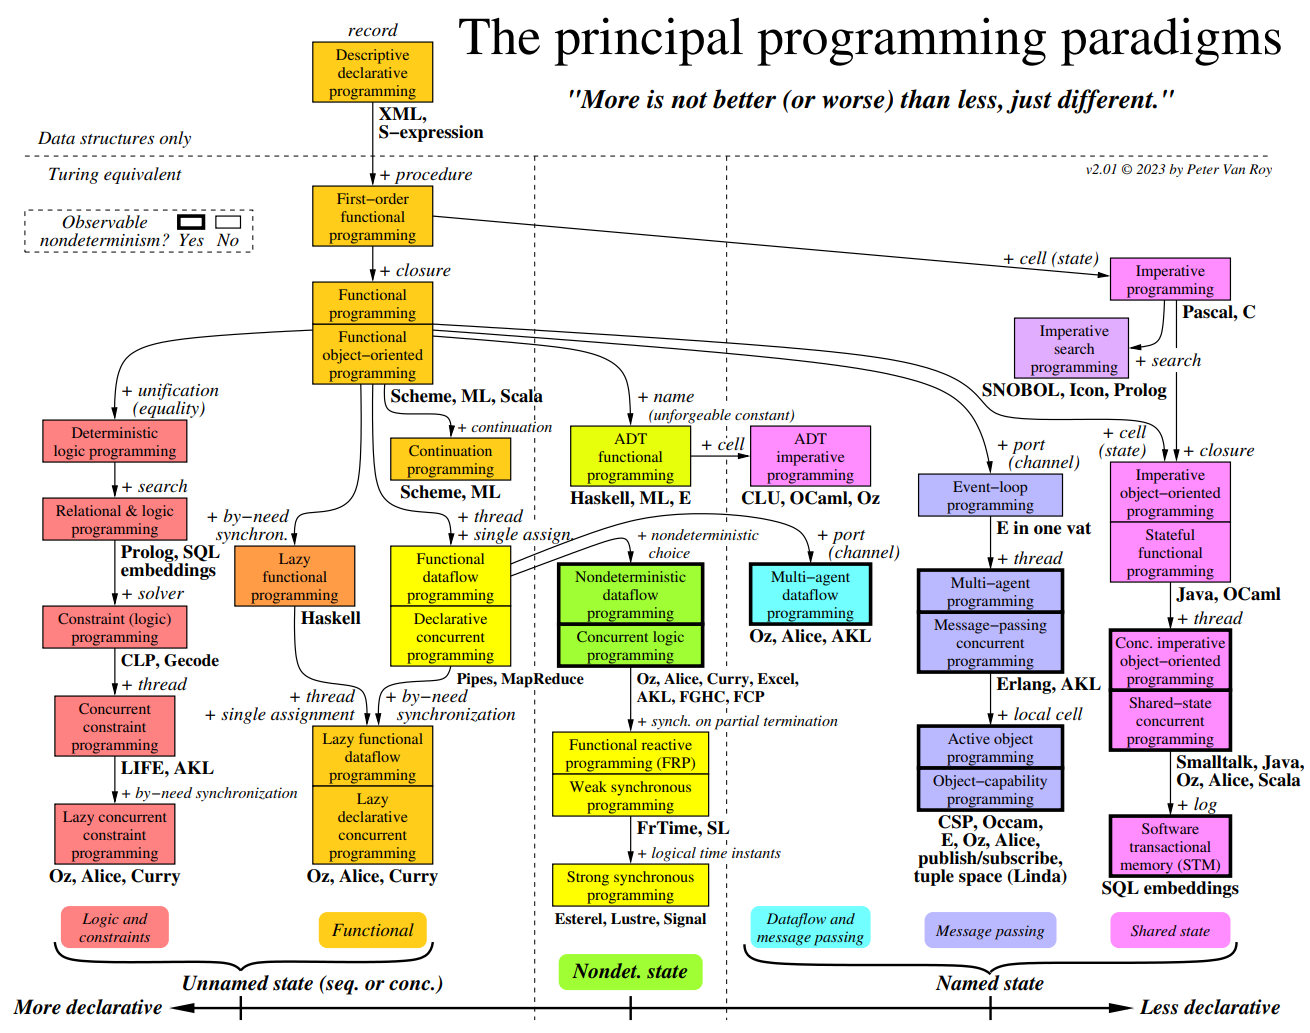 The principal programming paradigms
"More is not better (or worse) than less, just different."
v2.01 © 2023 by Peter Van Roy
record
Descriptive
declarative
programming
XML,
S−expression
Data structures only
Turing equivalent
Observable
nondeterminism? Yes No
+ procedure
First−order
functional
programming
+ closure
Functional
programming
Functional
object−oriented
programming
Scheme, ML, Scala
+ cell (state)
Imperative
programming
Pascal, C
+ search
Imperative
search
programming
SNOBOL, Icon, Prolog
+ unification
(equality)
Deterministic
logic programming
+ search
Relational & logic
programming
Prolog, SQL
embeddings
+ solver
Constraint (logic)
programming
CLP, Gecode
+ thread
Concurrent
constraint
programming
LIFE, AKL
+ by−need synchronization
Lazy concurrent
constraint
programming
Oz, Alice, Curry
+ continuation
Continuation
programming
Scheme, ML
+ by−need
synchron.
Lazy
functional
programming
Haskell
+ thread
+ single assign.
Functional
dataflow
programming
Declarative
concurrent
programming
Pipes, MapReduce
+ thread
+ single assignment
+ by−need
synchronization
Lazy functional
dataflow
programming
Lazy
declarative
concurrent
programming
Oz, Alice, Curry
+ name
(unforgeable constant)
ADT
functional
programming
Haskell, ML, E
+ cell
ADT
imperative
programming
CLU, OCaml, Oz
+ nondeterministic
choice
Nondeterministic
dataflow
programming
Concurrent logic
programming
Oz, Alice, Curry, Excel,
AKL, FGHC, FCP
+ synch. on partial termination
Functional reactive
programming (FRP)
Weak synchronous
programming
FrTime, SL
+ logical time instants
Strong synchronous
programming
Esterel, Lustre, Signal
+ port
(channel)
Multi−agent
dataflow
programming
Oz, Alice, AKL
+ port
(channel)
Event−loop
programming
E in one vat
+ thread
Multi−agent
programming
Message−passing
concurrent
programming
Erlang, AKL
+ local cell
Active object
programming
Object−capability
programming
CSP, Occam,
E, Oz, Alice,
publish/subscribe,
tuple space (Linda)
+ cell
(state)
+ closure
Imperative
object−oriented
programming
Stateful
functional
programming
Java, OCaml
+ thread
Conc. imperative
object−oriented
programming
Shared−state
concurrent
programming
Smalltalk, Java,
Oz, Alice, Scala
+ log
Software
transactional
memory (STM)
SQL embeddings
Logic and
constraints
Functional
Dataflow and
message passing
Message passing
Shared state
Unnamed state (seq. or conc.)
Nondet. state
Named state
More declarative
Less declarative